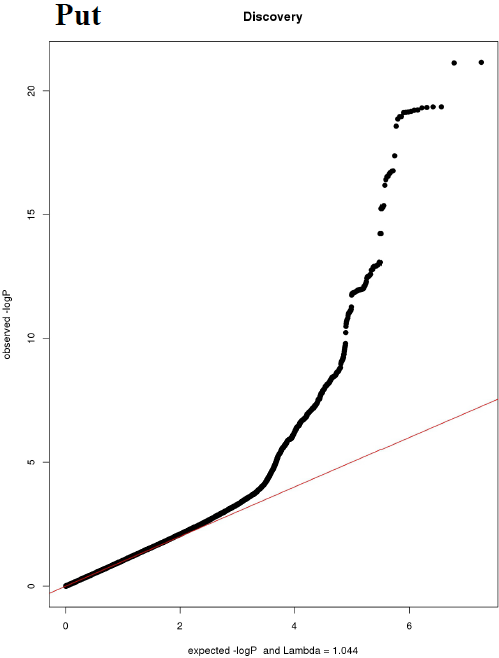 Put
Discovery
observed -logP
20
15
10
5
0
0 2 4 6
expected -logP and Lambda = 1.044